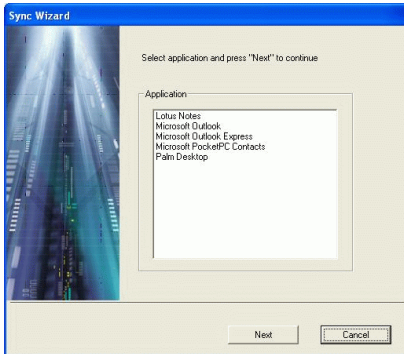 Sync Wizard
Select application and press "Next" to continue
Application
Lotus Notes
Microsoft Outlook
Microsoft Outlook Express
Microsoft PocketPC Contacts
Palm Desktop
Next
Cancel